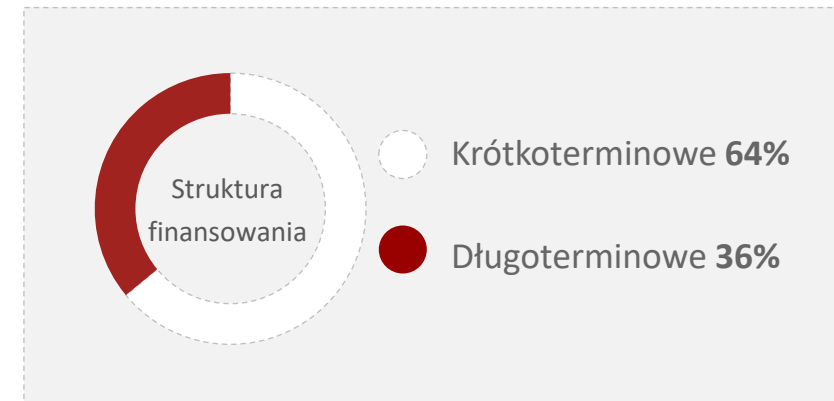 Struktura
finansowania
Krótkoterminowe 64%
Długoterminowe 36%